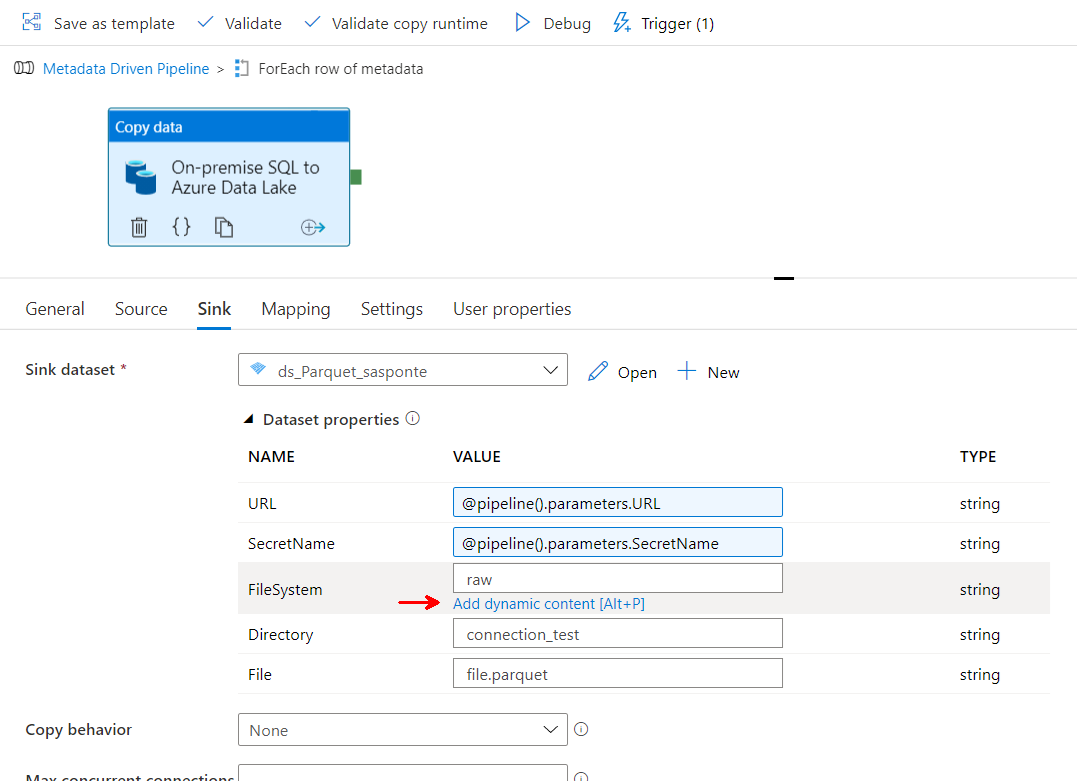 Save as template Validate Validate copy runtime Debug Trigger (1)
Metadata Driven Pipeline > ForEach row of metadata
Copy data
On-premise SQL to
Azure Data Lake
{}
General Source Sink Mapping Settings User properties
Sink dataset * ds_Parquet_sasponte Open New
Dataset properties
NAME VALUE TYPE
URL @pipeline().parameters.URL string
SecretName @pipeline().parameters.SecretName string
FileSystem raw string
Add dynamic content [Alt+P]
Directory connection_test string
File file.parquet string
Copy behavior None
Max concurrent connections